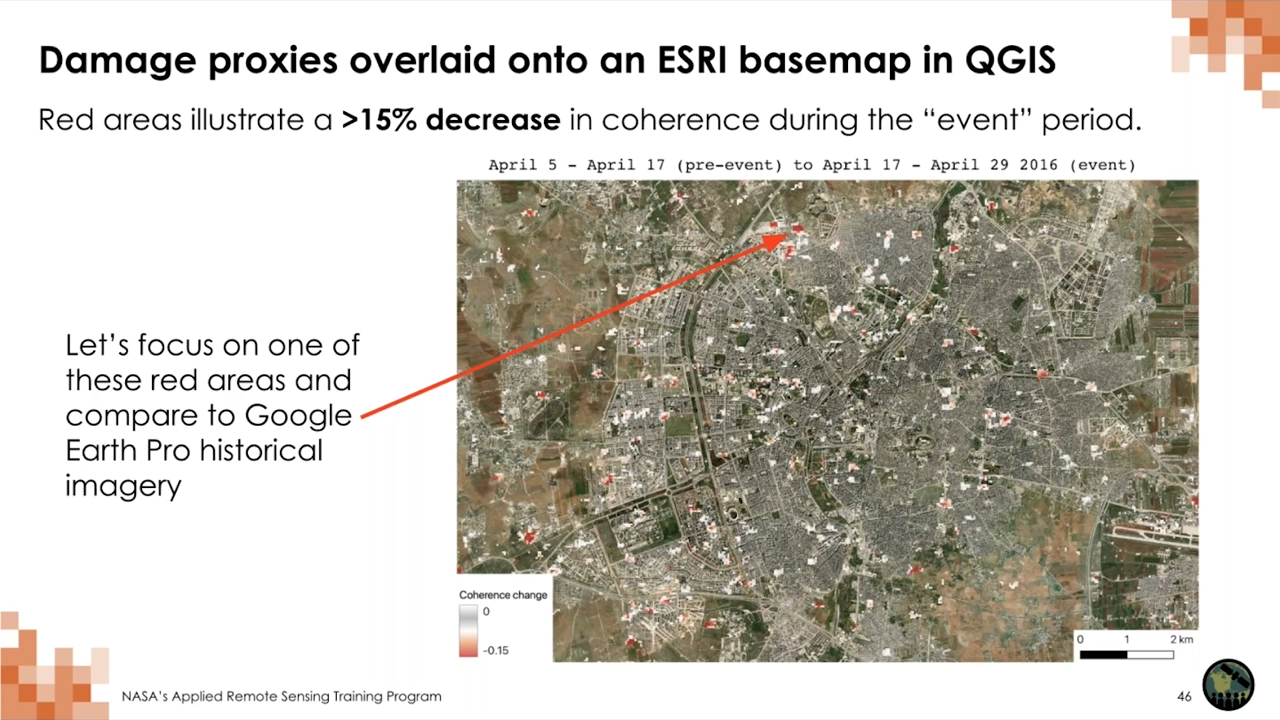 Damage proxies overlaid onto an ESRI basemap in QGIS
Red areas illustrate a >15% decrease in coherence during the “event” period.
April 5 - April 17 (pre-event) to April 17 - April 29 2016 (event)
Let’s focus on one of
these red areas and
compare to Google
Earth Pro historical
imagery
Coherence change
0
-0.15
0 1 2 km
NASA’s Applied Remote Sensing Training Program
46